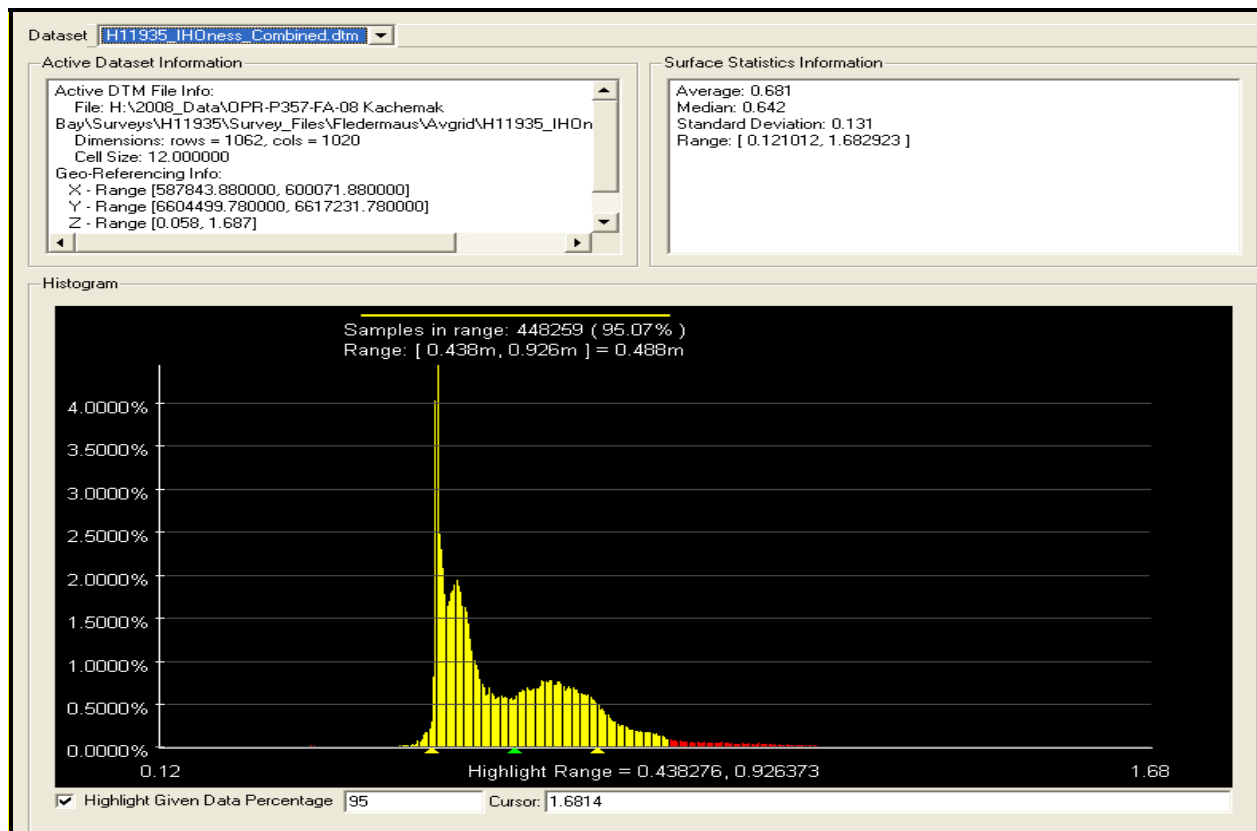 Dataset H11935_IHOness_Combined.dtm
Active Dataset Information
Active DTM File Info:
File: H:\2008_Data\OPR-P357-FA-08 Kachemak
Bay\Surveys\H11935\Survey_Files\Fledermaus\Avgrid\H11935_IHOn
Dimensions: rows = 1062, cols = 1020
Cell Size: 12.000000
Geo-Referencing Info:
X - Range [587843.880000, 600071.880000]
Y - Range [6604499.780000, 6617231.780000]
Z - Range [0.058, 1.687]
Surface Statistics Information
Average: 0.681
Median: 0.642
Standard Deviation: 0.131
Range: [ 0.121012, 1.682923 ]
Histogram
Samples in range: 448259 ( 95.07% )
Range: [ 0.438m, 0.926m ] = 0.488m
4.0000%
3.5000%
3.0000%
2.5000%
2.0000%
1.5000%
1.0000%
0.5000%
0.0000%
0.12 Highlight Range = 0.438276, 0.926373 1.68
Highlight Given Data Percentage 95 Cursor: 1.6814